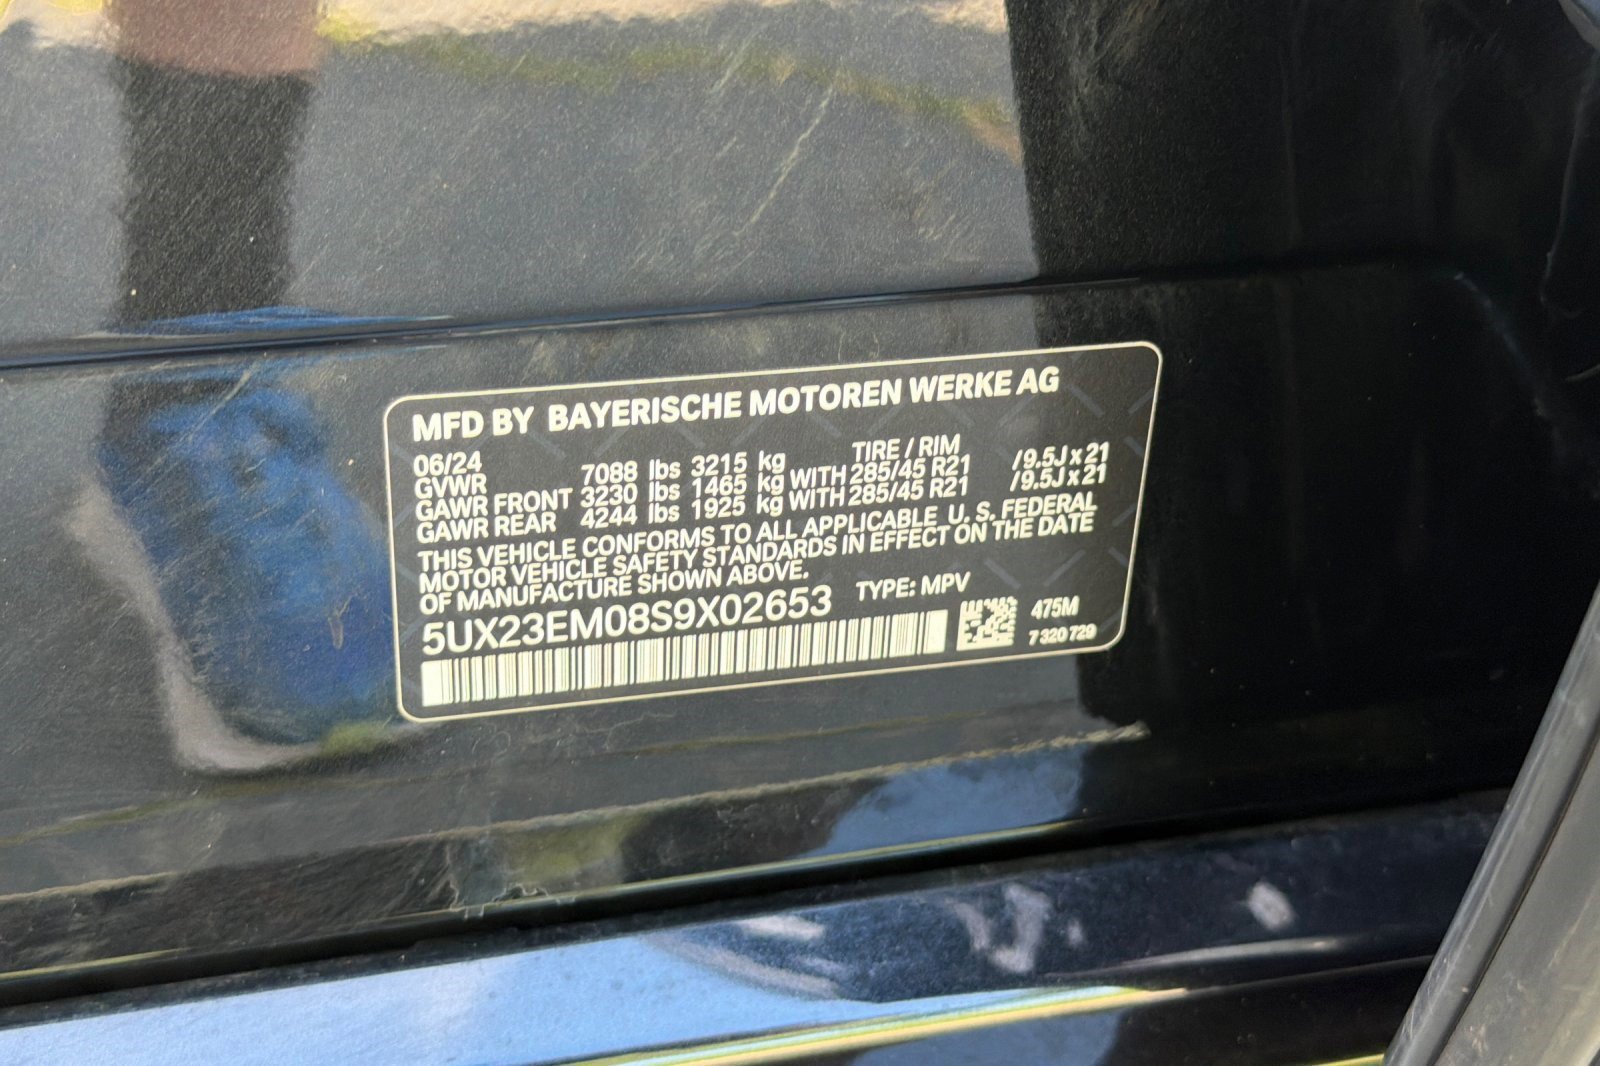 MFD BY BAYERISCHE MOTOREN WERKE AG
06/24 TIRE / RIM
GVWR 7088 lbs 3215 kg
GAWR FRONT 3230 lbs 1465 kg WITH 285/45 R21 /9.5J x 21
GAWR REAR 4244 lbs 1925 kg WITH 285/45 R21 /9.5J x 21
THIS VEHICLE CONFORMS TO ALL APPLICABLE U. S. FEDERAL
MOTOR VEHICLE SAFETY STANDARDS IN EFFECT ON THE DATE
OF MANUFACTURE SHOWN ABOVE.
5UX23EM08S9X02653 TYPE: MPV
475M
7 320 729